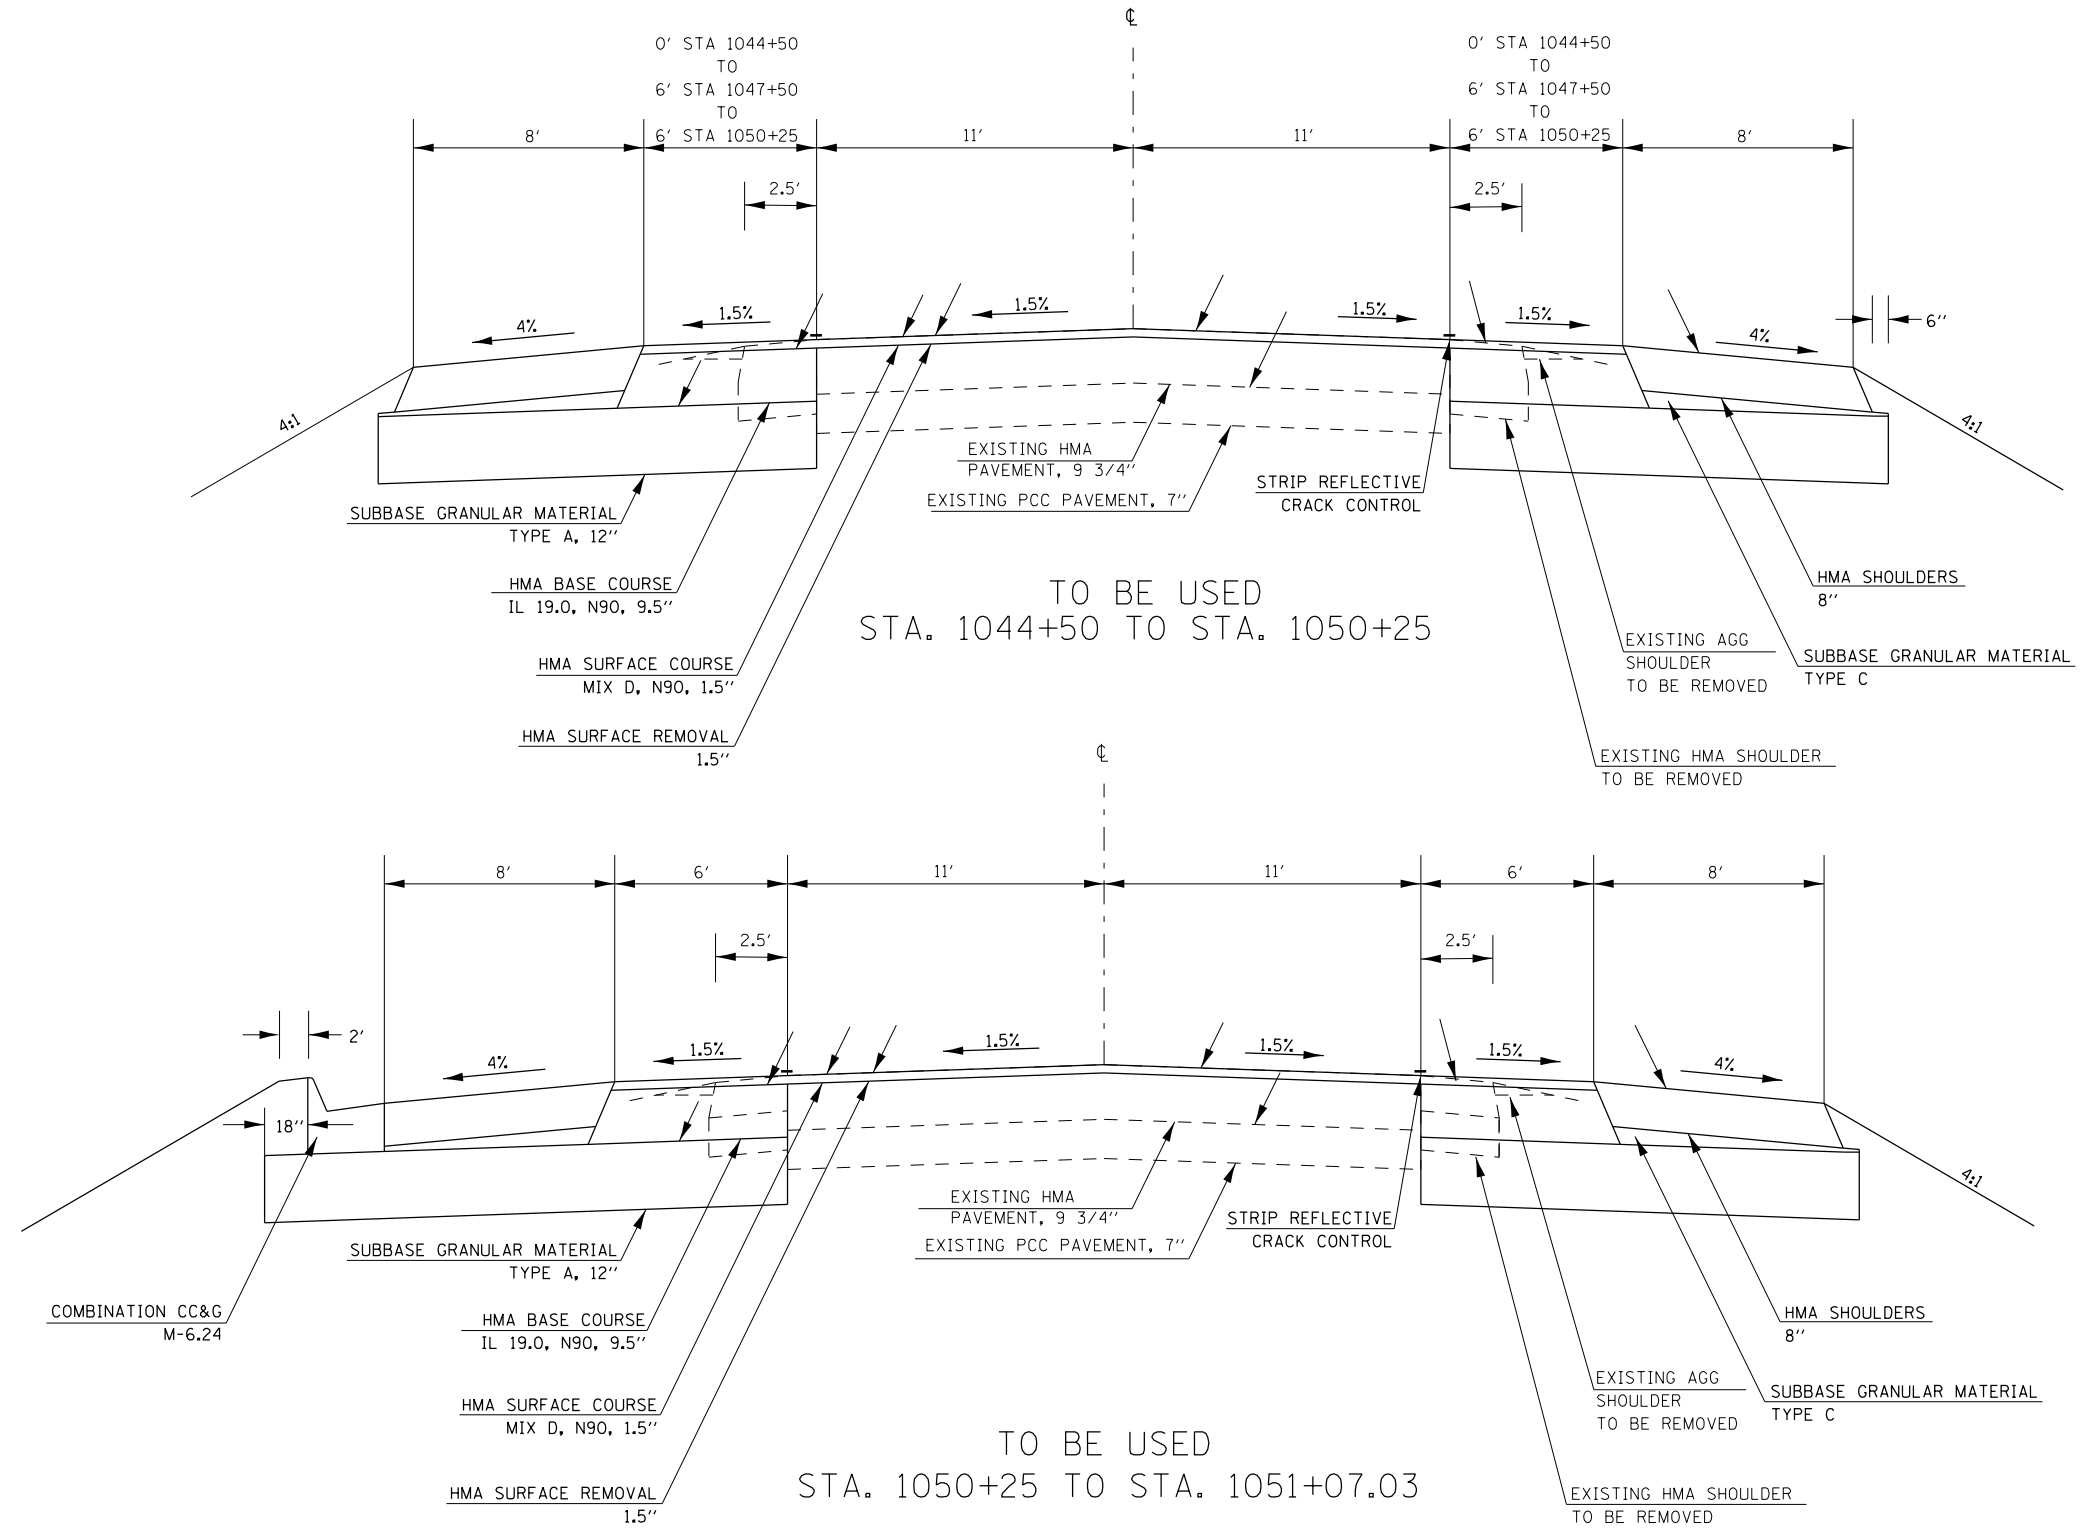 ℄
0' STA 1044+50
TO
6' STA 1047+50
TO
6' STA 1050+25
0' STA 1044+50
TO
6' STA 1047+50
TO
6' STA 1050+25
8'
11'
11'
8'
2.5'
2.5'
4%
1.5%
1.5%
1.5%
1.5%
4%
6"
4:1
4:1
EXISTING HMA
PAVEMENT, 9 3/4"
EXISTING PCC PAVEMENT, 7"
STRIP REFLECTIVE
CRACK CONTROL
SUBBASE GRANULAR MATERIAL
TYPE A, 12"
HMA BASE COURSE
IL 19.0, N90, 9.5"
HMA SURFACE COURSE
MIX D, N90, 1.5"
HMA SURFACE REMOVAL
1.5"
HMA SHOULDERS
8"
EXISTING AGG
SHOULDER
TO BE REMOVED
SUBBASE GRANULAR MATERIAL
TYPE C
EXISTING HMA SHOULDER
TO BE REMOVED
TO BE USED
STA. 1044+50 TO STA. 1050+25
℄
8'
6'
11'
11'
6'
8'
2.5'
2.5'
2'
18"
4%
1.5%
1.5%
1.5%
1.5%
4%
4:1
EXISTING HMA
PAVEMENT, 9 3/4"
EXISTING PCC PAVEMENT, 7"
STRIP REFLECTIVE
CRACK CONTROL
SUBBASE GRANULAR MATERIAL
TYPE A, 12"
COMBINATION CC&G
M-6.24
HMA BASE COURSE
IL 19.0, N90, 9.5"
HMA SURFACE COURSE
MIX D, N90, 1.5"
HMA SURFACE REMOVAL
1.5"
HMA SHOULDERS
8"
EXISTING AGG
SHOULDER
TO BE REMOVED
SUBBASE GRANULAR MATERIAL
TYPE C
EXISTING HMA SHOULDER
TO BE REMOVED
TO BE USED
STA. 1050+25 TO STA. 1051+07.03